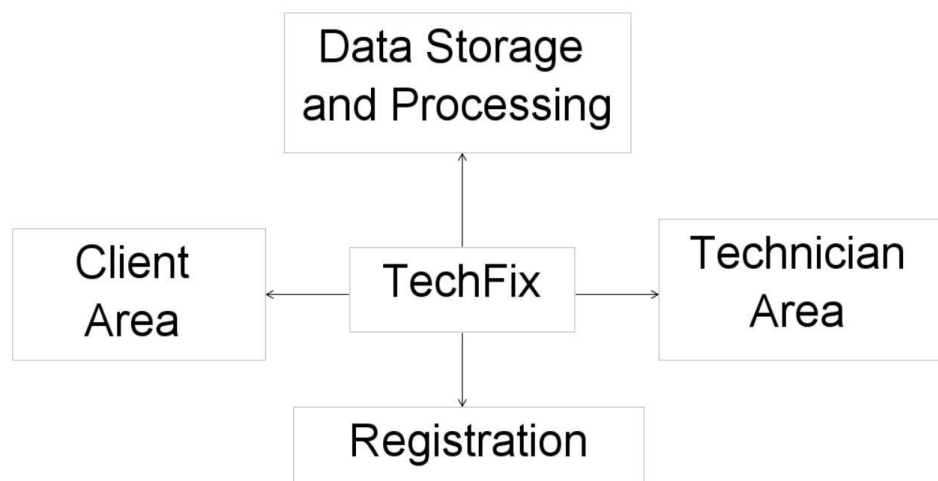 Data Storage
and Processing
Client
Area
TechFix
Technician
Area
Registration